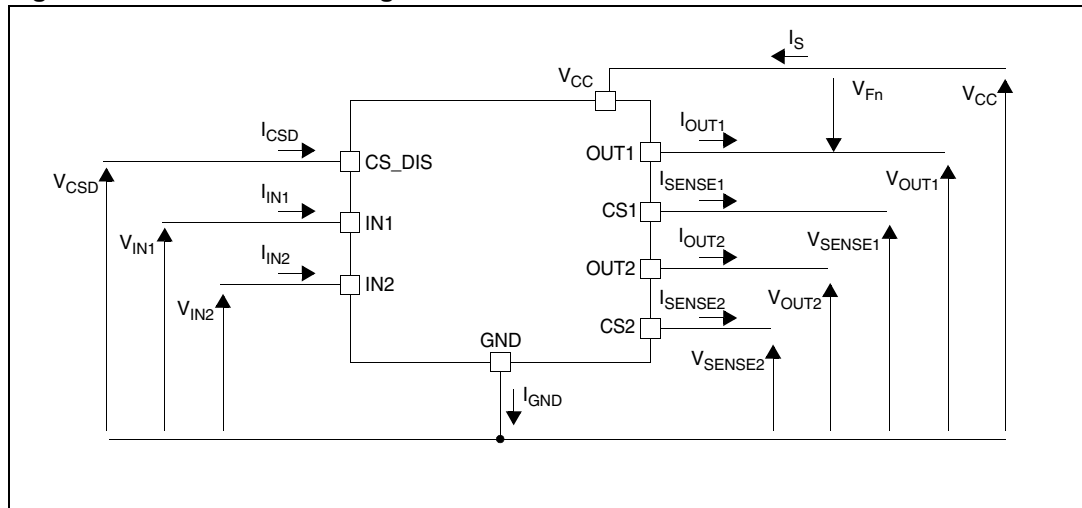 I_S
V_CC
V_Fn
V_CC
I_OUT1
I_CSD
OUT1
CS_DIS
V_CSD
I_SENSE1
V_OUT1
I_IN1
CS1
IN1
V_IN1
I_OUT2
V_SENSE1
I_IN2
OUT2
IN2
V_IN2
I_SENSE2
V_OUT2
CS2
GND
V_SENSE2
I_GND